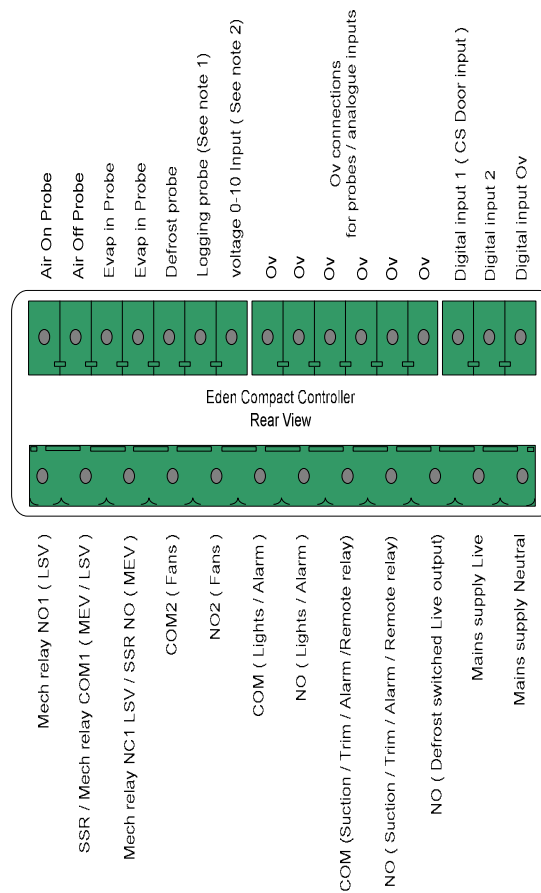 Air On Probe
Air Off Probe
Evap in Probe
Evap in Probe
Defrost probe
Logging probe (See note 1)
voltage 0-10 Input ( See note 2)
Ov
Ov
Ov
Ov
Ov
Ov
Ov connections
for probes / analogue inputs
Digital input 1 ( CS Door input )
Digital input 2
Digital input Ov
Eden Compact Controller
Rear View
Mech relay NO1 ( LSV )
SSR / Mech relay COM1 ( MEV / LSV )
Mech relay NC1 LSV / SSR NO ( MEV )
COM2 ( Fans )
NO2 ( Fans )
COM ( Lights / Alarm )
NO ( Lights / Alarm )
COM (Suction / Trim / Alarm /Remote relay)
NO ( Suction / Trim / Alarm / Remote relay)
NO ( Defrost switched Live output)
Mains supply Live
Mains supply Neutral